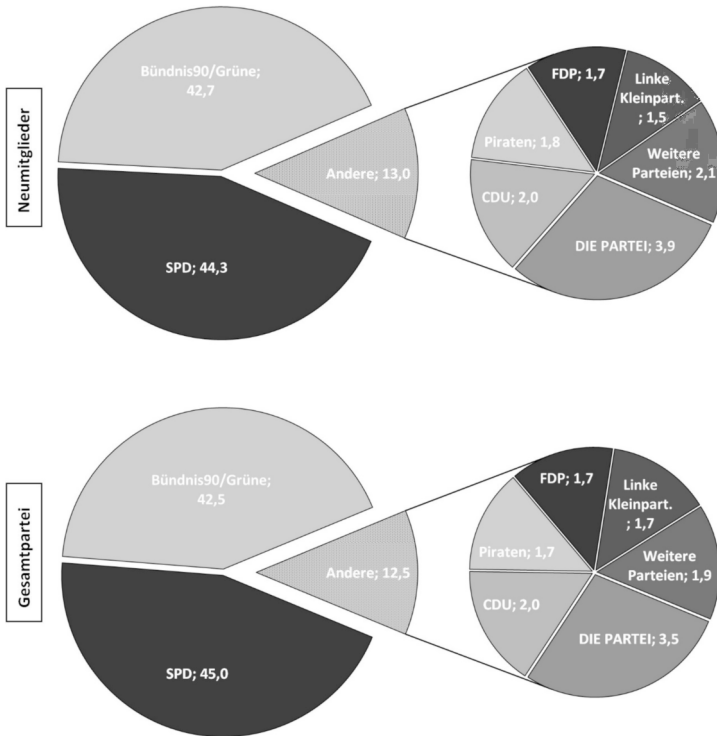 Neumitglieder
Bündnis90/Grüne;
42,7
Andere; 13,0
SPD; 44,3
FDP; 1,7
Linke
Kleinpart.
; 1,5
Weitere
Parteien; 2,1
DIE PARTEI; 3,9
CDU; 2,0
Piraten; 1,8
Gesamtpartei
Bündnis90/Grüne;
42,5
Andere; 12,5
SPD; 45,0
FDP; 1,7
Linke
Kleinpart.
; 1,7
Weitere
Parteien; 1,9
DIE PARTEI; 3,5
CDU; 2,0
Piraten; 1,7